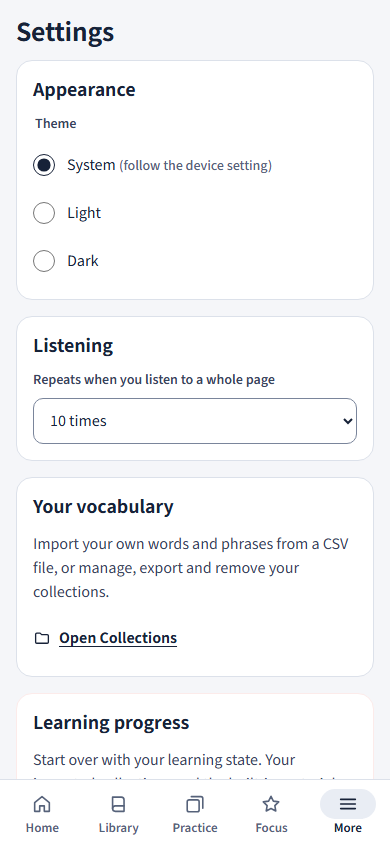 Settings
Appearance
Theme
System (follow the device setting)
Light
Dark
Listening
Repeats when you listen to a whole page
10 times
Your vocabulary
Import your own words and phrases from a CSV
file, or manage, export and remove your
collections.
Open Collections
Learning progress
Start over with your learning state. Your
Home
Library
Practice
Focus
More